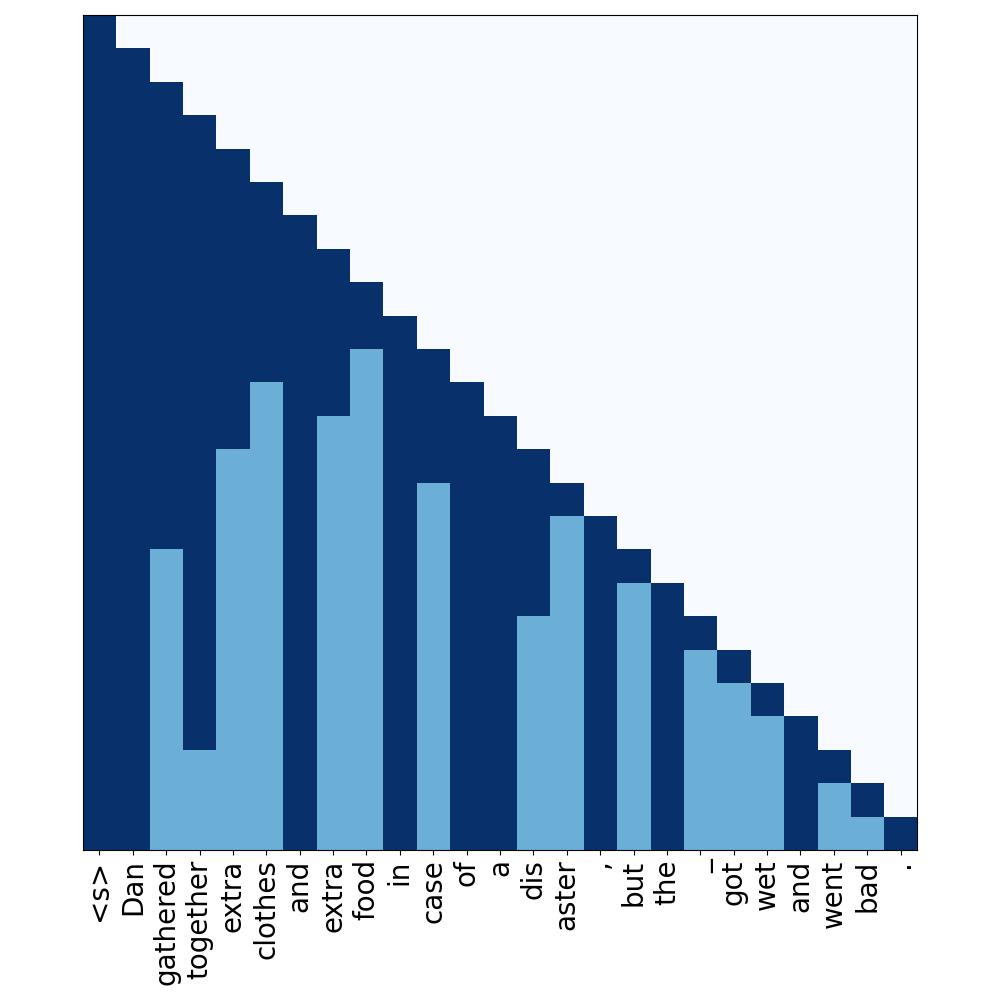 <s>
Dan
gathered
together
extra
clothes
and
extra
food
in
case
of
a
dis
aster
,
but
the
_
got
wet
and
went
bad
.